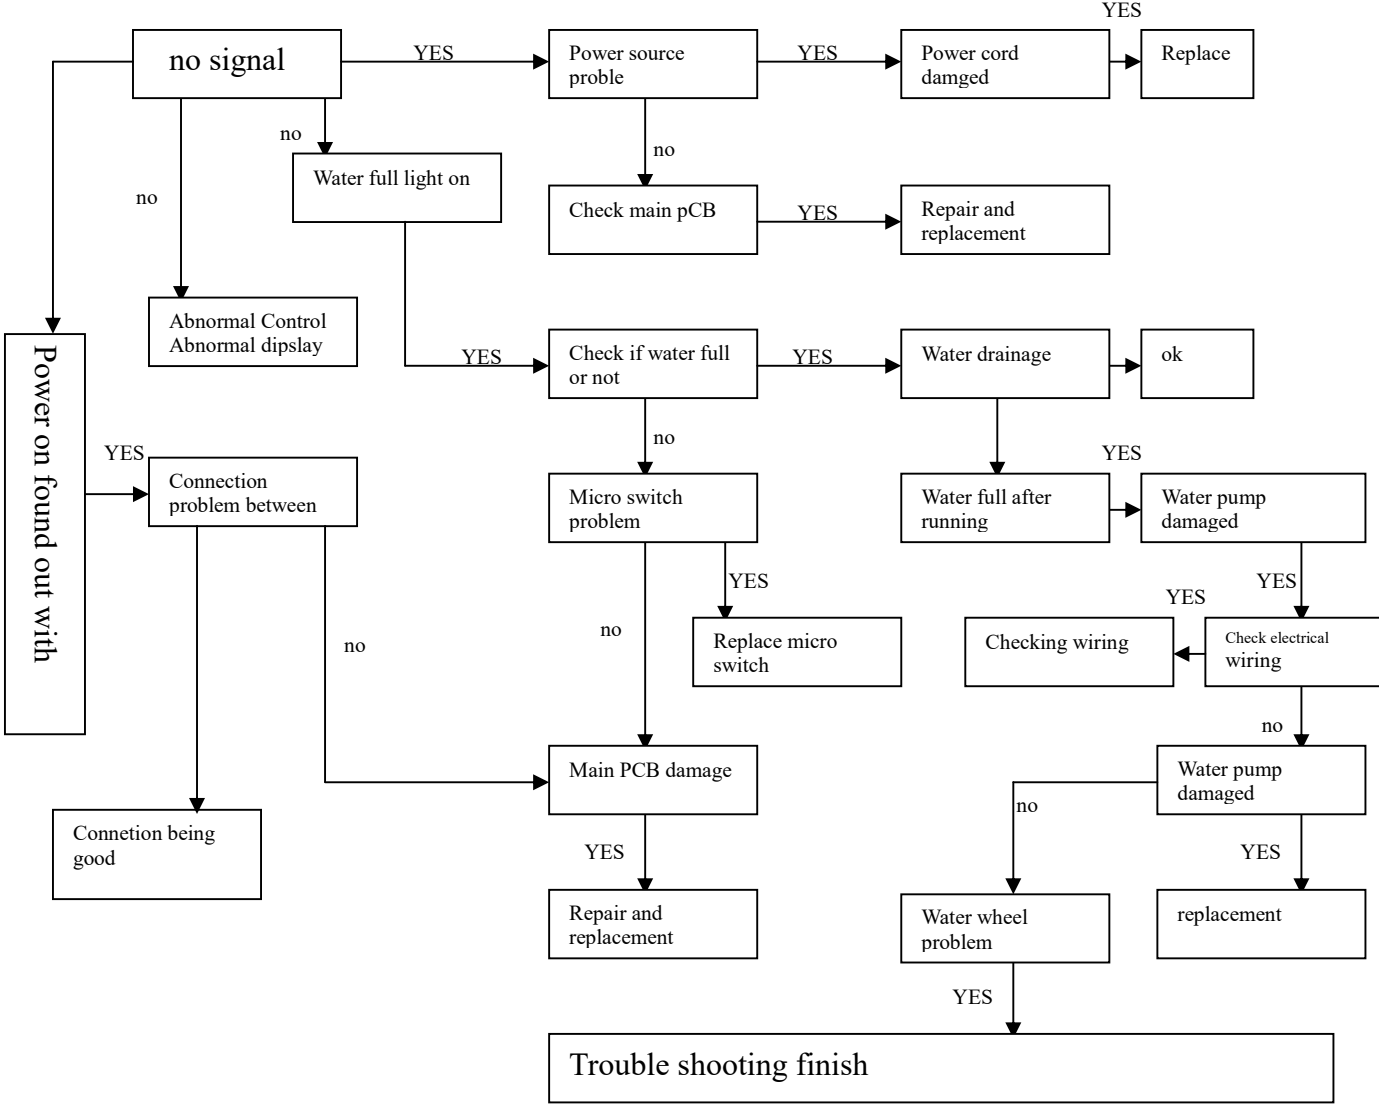 YES
no signal
YES
Power source
proble
YES
Power cord
damged
Replace
no
Water full light on
no
no
Check main pCB
YES
Repair and
replacement
Abnormal Control
Abnormal dipslay
Power on found out with
YES
Check if water full
or not
YES
Water drainage
ok
no
YES
YES
Connection
problem between
Micro switch
problem
Water full after
running
Water pump
damaged
YES
YES
YES
no
no
Replace micro
switch
Checking wiring
Check electrical
wiring
no
Main PCB damage
Water pump
damaged
no
Connetion being
good
YES
YES
Repair and
replacement
Water wheel
problem
replacement
YES
Trouble shooting finish